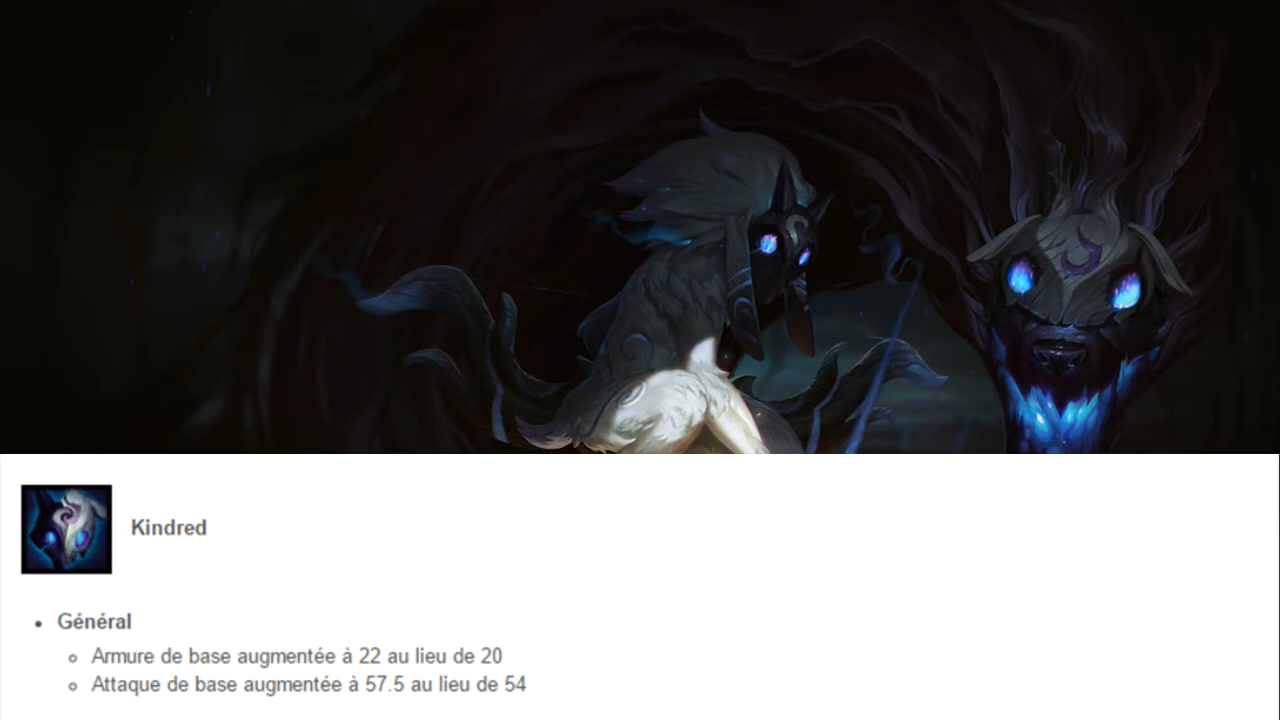 Kindred
Général
Armure de base augmentée à 22 au lieu de 20
Attaque de base augmentée à 57.5 au lieu de 54